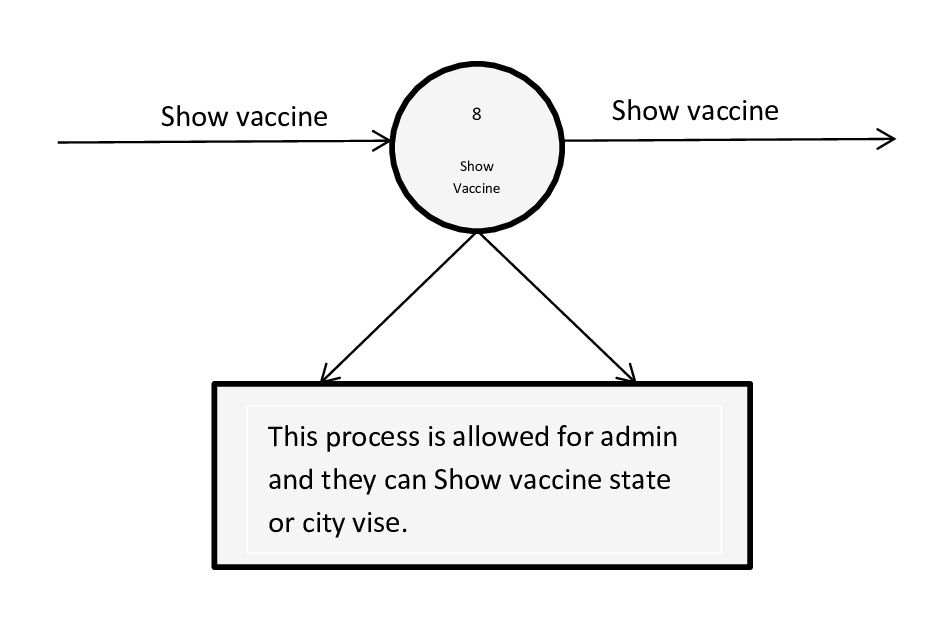 Show vaccine
8
Show
Vaccine
Show vaccine
This process is allowed for admin
and they can Show vaccine state
or city vise.